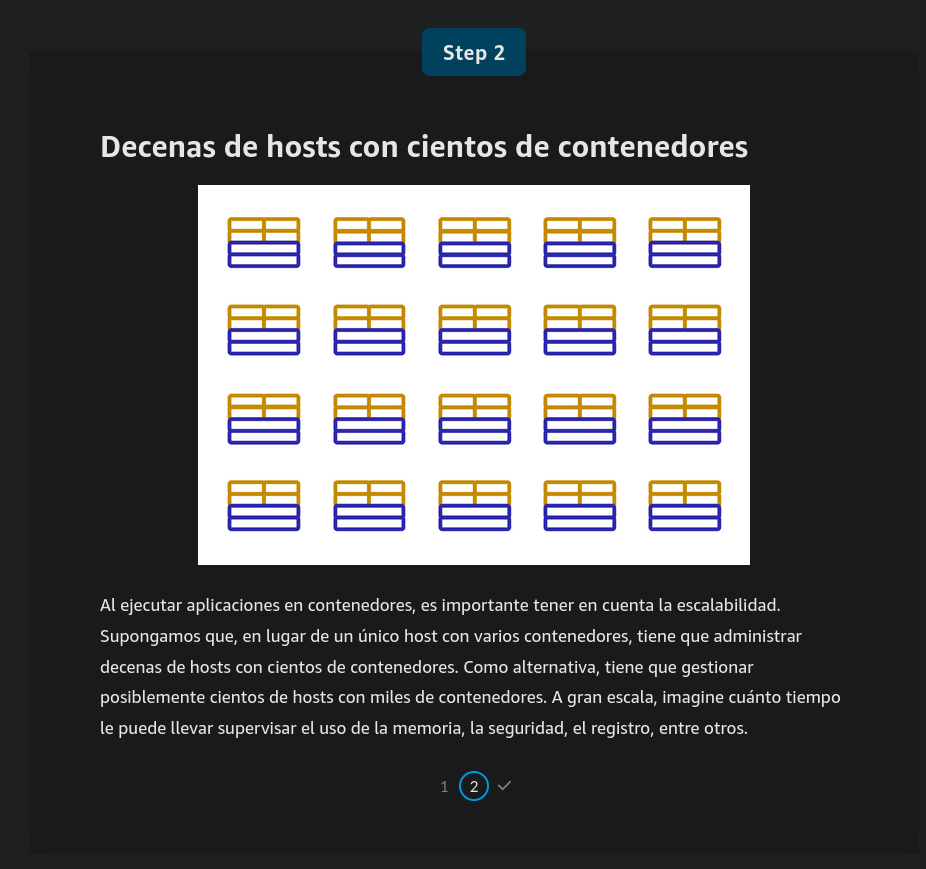 Step 2
Decenas de hosts con cientos de contenedores
Al ejecutar aplicaciones en contenedores, es importante tener en cuenta la escalabilidad.
Supongamos que, en lugar de un único host con varios contenedores, tiene que administrar
decenas de hosts con cientos de contenedores. Como alternativa, tiene que gestionar
posiblemente cientos de hosts con miles de contenedores. A gran escala, imagine cuánto tiempo
le puede llevar supervisar el uso de la memoria, la seguridad, el registro, entre otros.
1 2